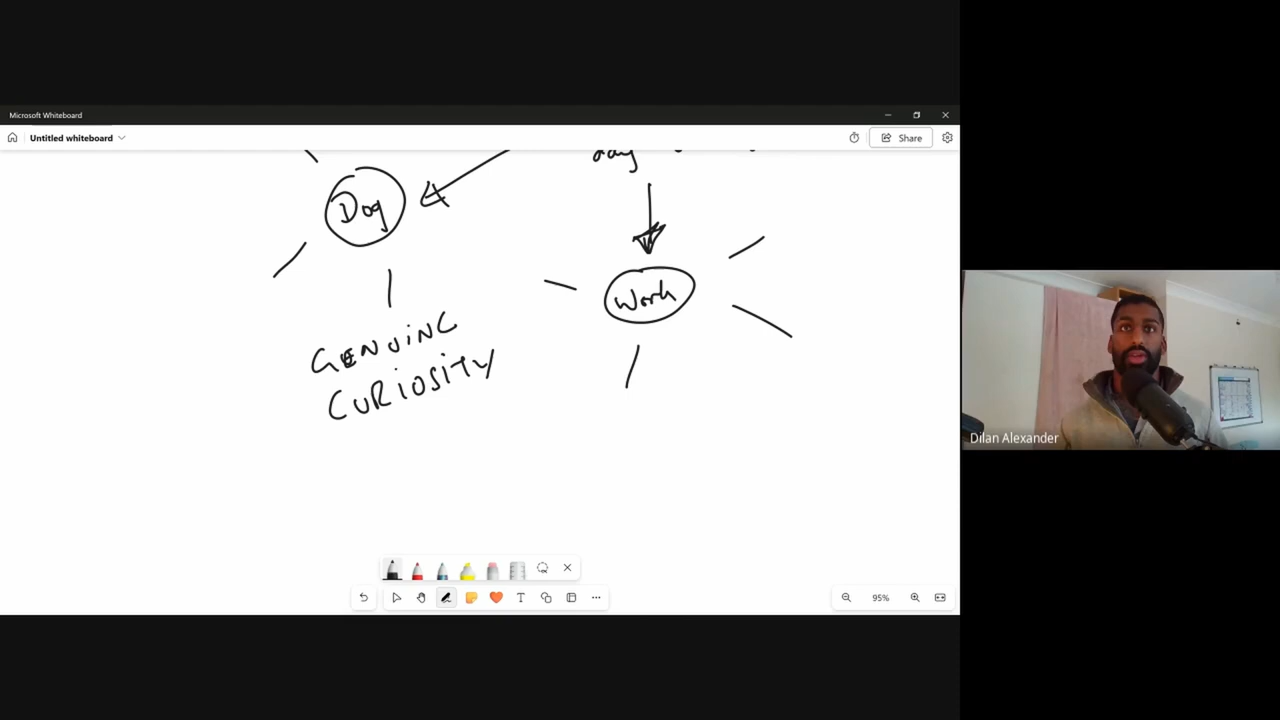 Microsoft Whiteboard
Untitled whiteboard
Share
Dog
Work
GENUINE
CURIOSITY
95%
Dilan Alexander